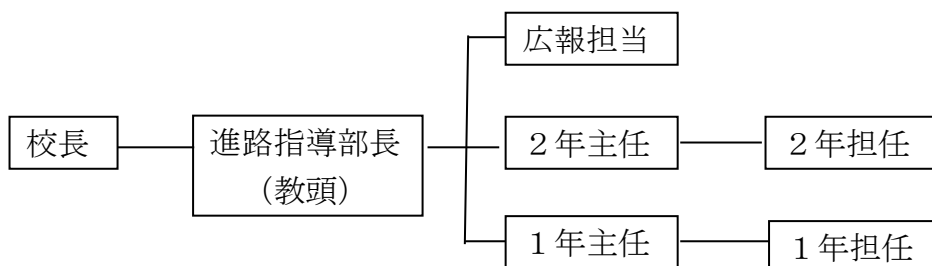 広報担当
校長
進路指導部長
（教頭）
２年主任
２年担任
１年主任
１年担任